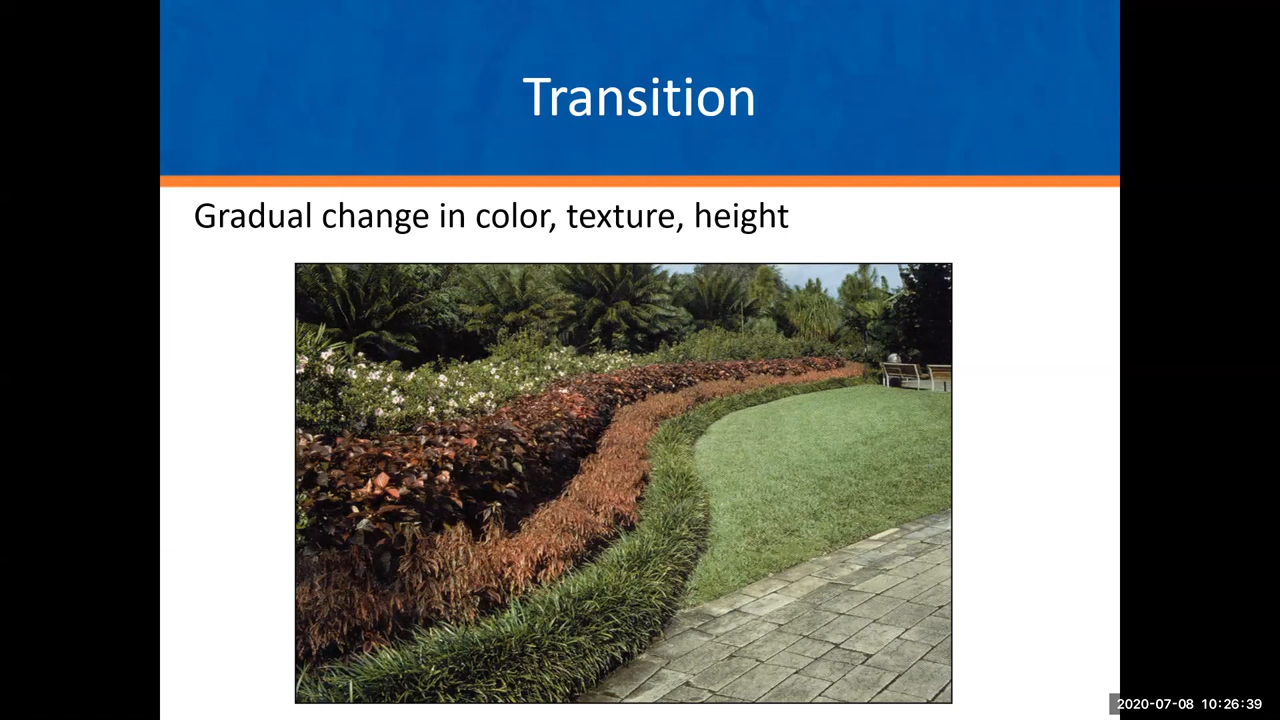 Transition
Gradual change in color, texture, height
2020-07-08 10:26:39